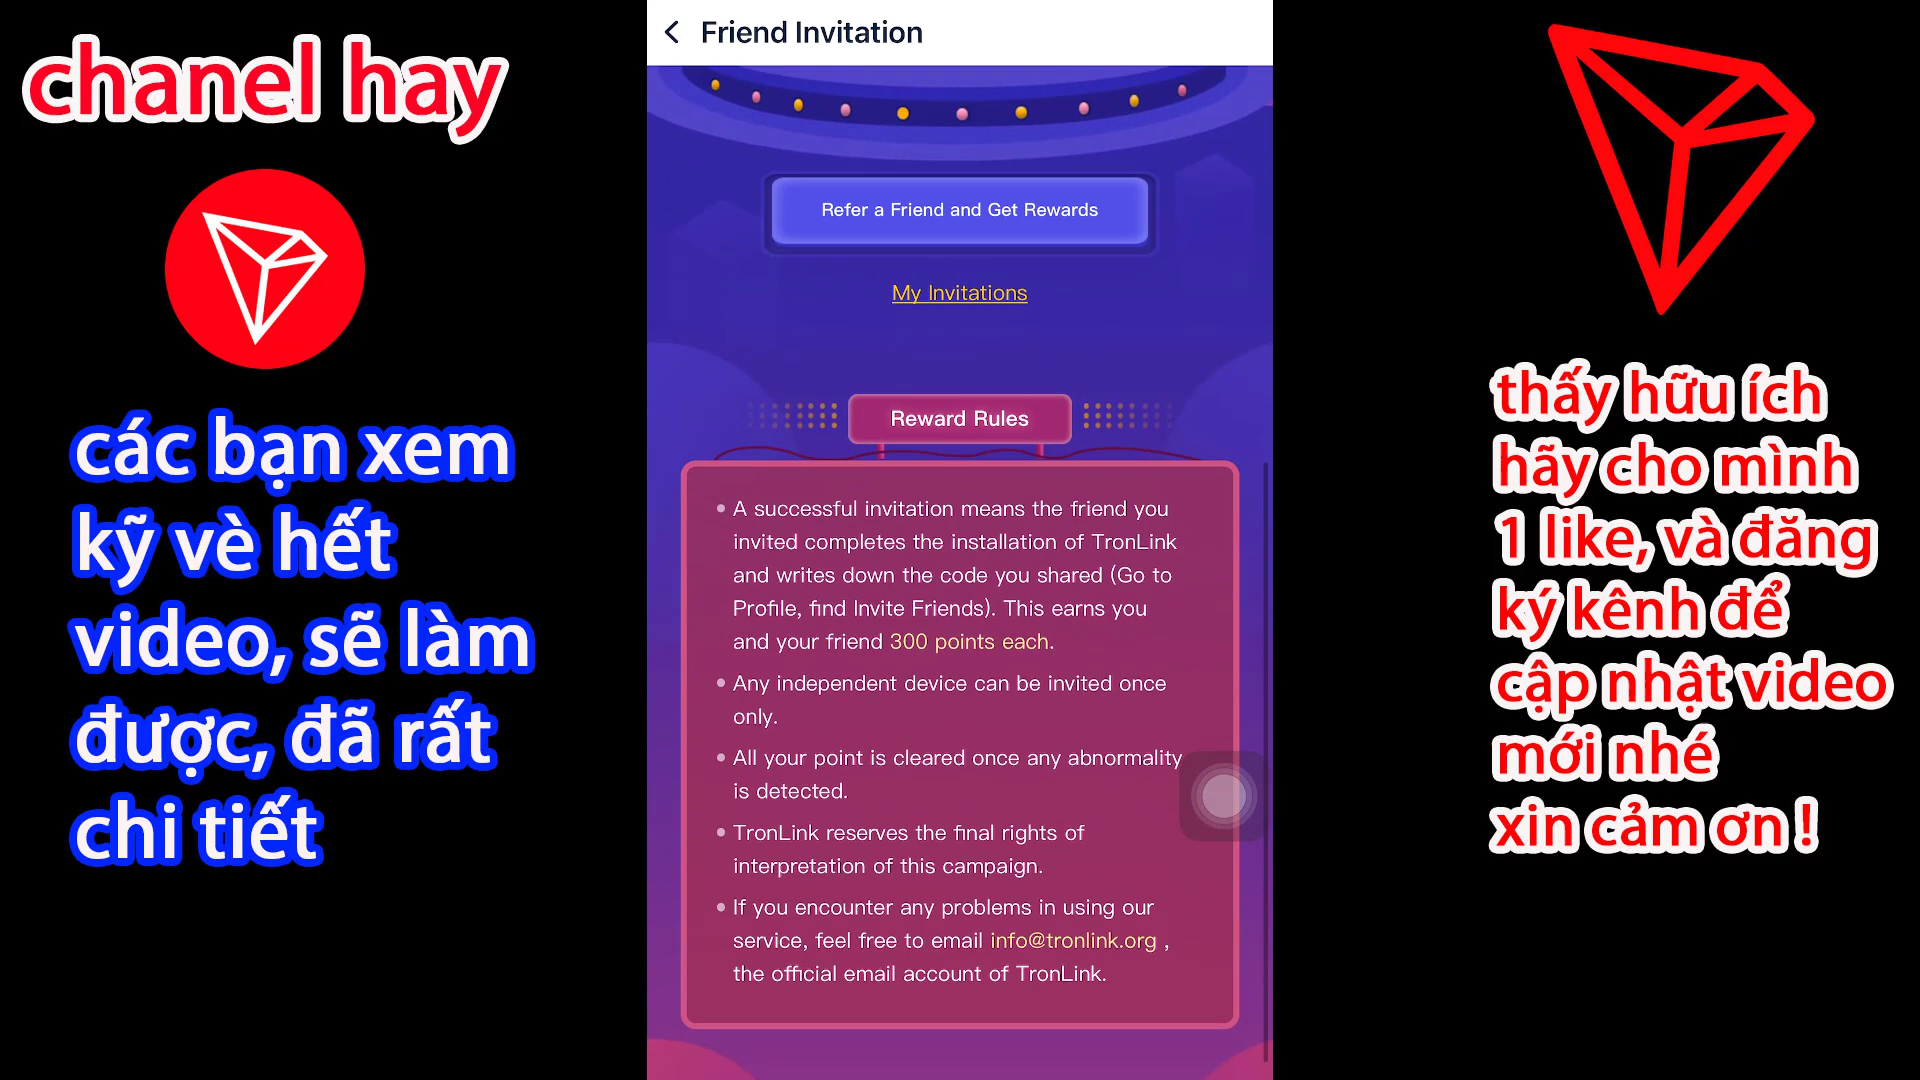 chanel hay
các bạn xem
kỹ vè hết
video, sẽ làm
được, đã rất
chi tiết
Friend Invitation
Refer a Friend and Get Rewards
My Invitations
Reward Rules
• A successful invitation means the friend you
invited completes the installation of TronLink
and writes down the code you shared (Go to
Profile, find Invite Friends). This earns you
and your friend 300 points each.
• Any independent device can be invited once
only.
• All your point is cleared once any abnormality
is detected.
• TronLink reserves the final rights of
interpretation of this campaign.
• If you encounter any problems in using our
service, feel free to email info@tronlink.org ,
the official email account of TronLink.
thấy hữu ích
hãy cho mình
1 like, và đăng
ký kênh để
cập nhật video
mới nhé
xin cảm ơn !